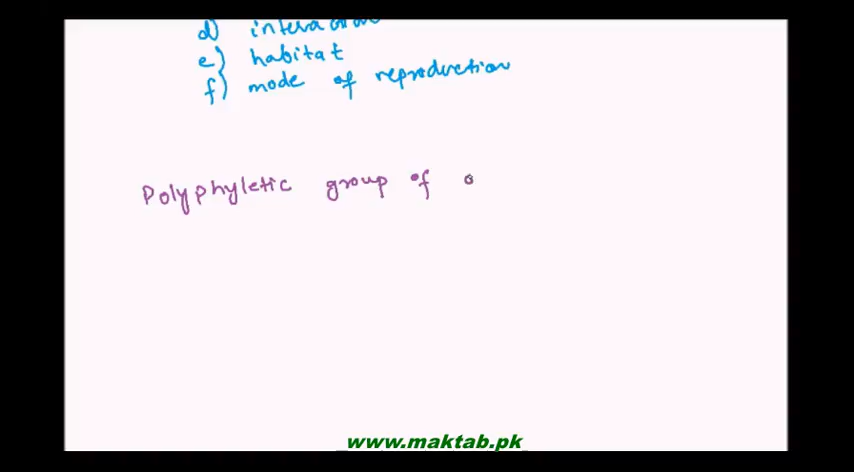 d)
e) habitat
f) mode of reproduction
Polyphyletic group of o
www.maktab.pk